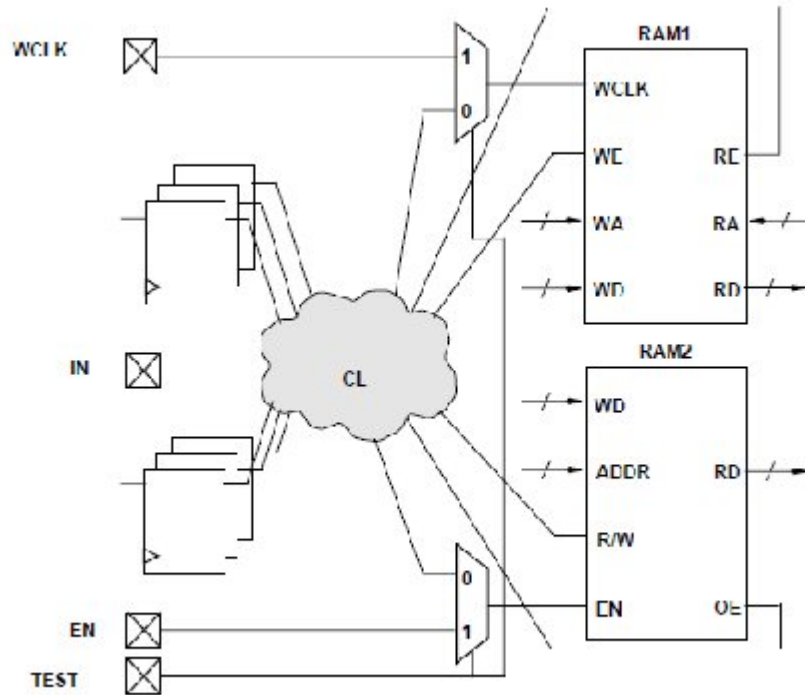 RAM1
WCLK
1
0
WCLK
WE
RE
WA
RA
WD
RD
IN
CL
RAM2
WD
ADDR
RD
R/W
0
EN
OE
EN
1
TEST